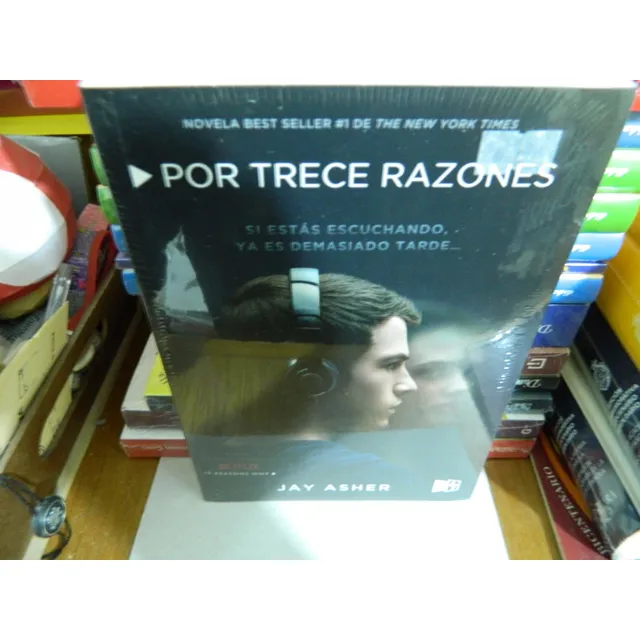 NOVELA BEST SELLER #1 DE THE NEW YORK TIMES
POR TRECE RAZONES
SI ESTÁS ESCUCHANDO,
YA ES DEMASIADO TARDE...
JAY ASHER
BICENTENARIO